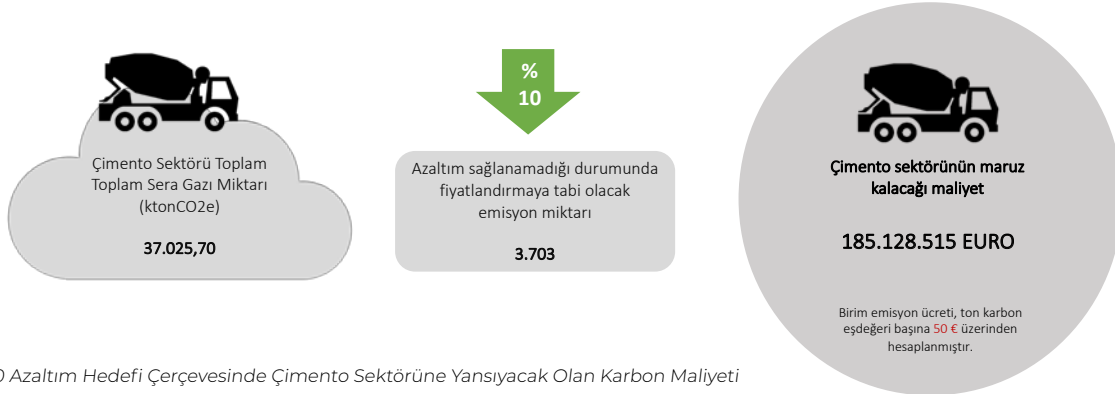 Çimento Sektörü Toplam
Toplam Sera Gazı Miktarı
(ktonCO2e)
37.025,70
%
10
Azaltım sağlanamadığı durumunda
fiyatlandırmaya tabi olacak
emisyon miktarı
3.703
Çimento sektörünün maruz
kalacağı maliyet
185.128.515 EURO
Birim emisyon ücreti, ton karbon
eşdeğeri başına 50 € üzerinden
hesaplanmıştır.
Azaltım Hedefi Çerçevesinde Çimento Sektörüne Yansıyacak Olan Karbon Maliyeti